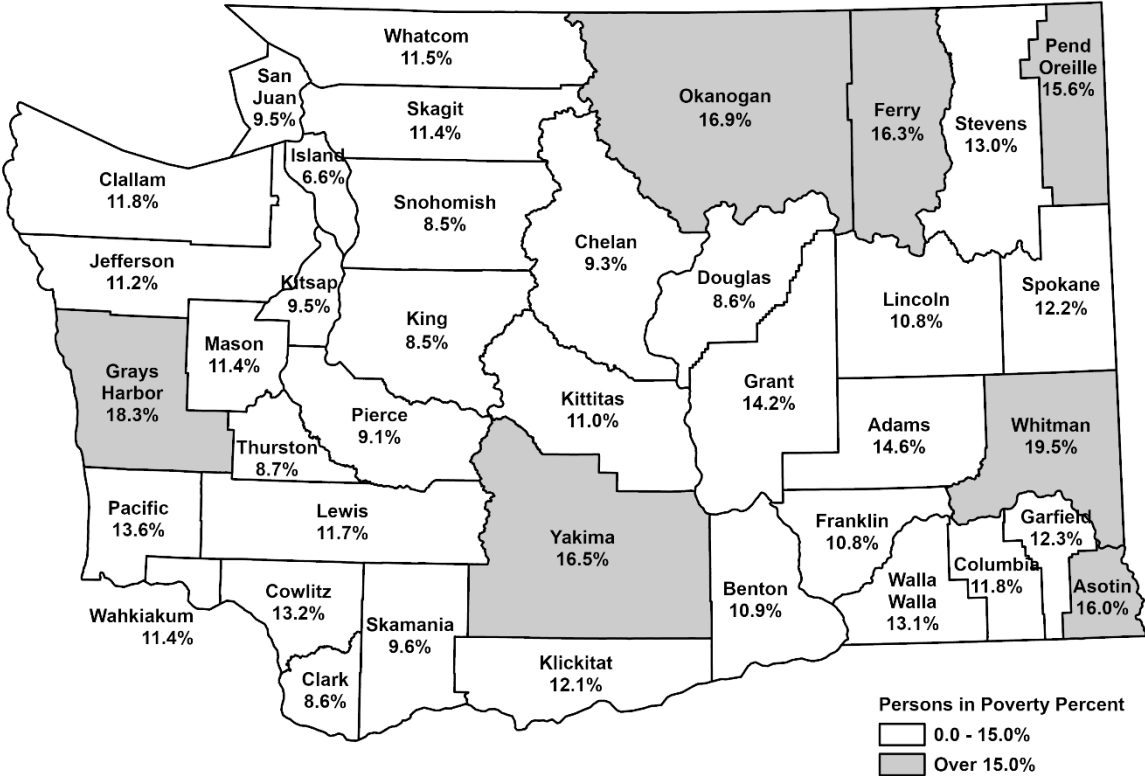 Whatcom
11.5%
San
Juan
9.5%
Skagit
11.4%
Okanogan
16.9%
Ferry
16.3%
Stevens
13.0%
Pend
Oreille
15.6%
Island
6.6%
Clallam
11.8%
Snohomish
8.5%
Chelan
9.3%
Jefferson
11.2%
Kitsap
9.5%
Douglas
8.6%
Lincoln
10.8%
Spokane
12.2%
King
8.5%
Mason
11.4%
Grays
Harbor
18.3%
Grant
14.2%
Kittitas
11.0%
Pierce
9.1%
Adams
14.6%
Whitman
19.5%
Thurston
8.7%
Pacific
13.6%
Lewis
11.7%
Yakima
16.5%
Franklin
10.8%
Garfield
12.3%
Columbia
11.8%
Asotin
16.0%
Benton
10.9%
Walla
Walla
13.1%
Cowlitz
13.2%
Wahkiakum
11.4%
Skamania
9.6%
Klickitat
12.1%
Clark
8.6%
Persons in Poverty Percent
0.0 - 15.0%
Over 15.0%